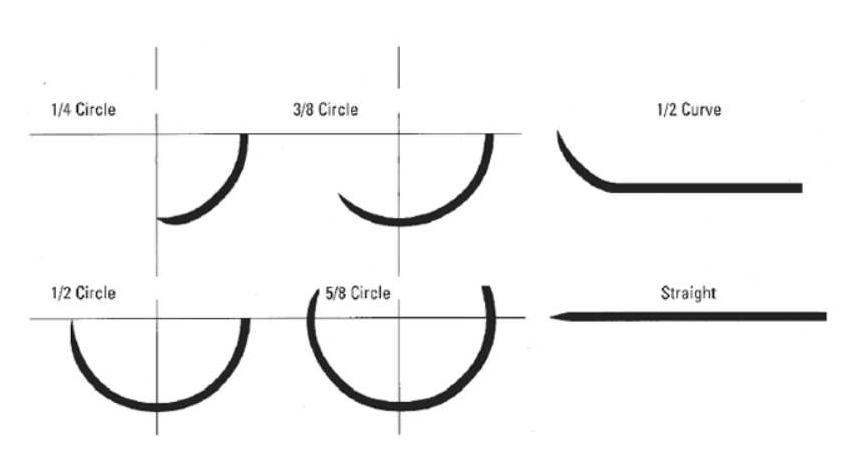 1/4 Circle
3/8 Circle
1/2 Curve
1/2 Circle
5/8 Circle
Straight